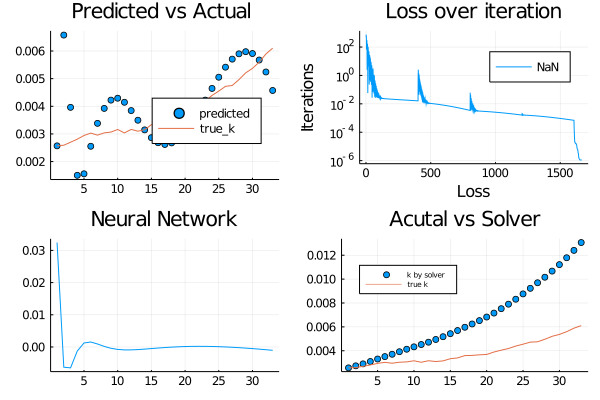 Predicted vs Actual
0.006
0.005
0.004
0.003
0.002
predicted
true_k
5 10 15 20 25 30
Loss over iteration
Iterations
10^2
10^0
10^-2
10^-4
10^-6
NaN
0 500 1000 1500
Loss
Neural Network
0.03
0.02
0.01
0.00
5 10 15 20 25 30
Acutal vs Solver
0.012
0.010
0.008
0.006
0.004
k by solver
true k
5 10 15 20 25 30